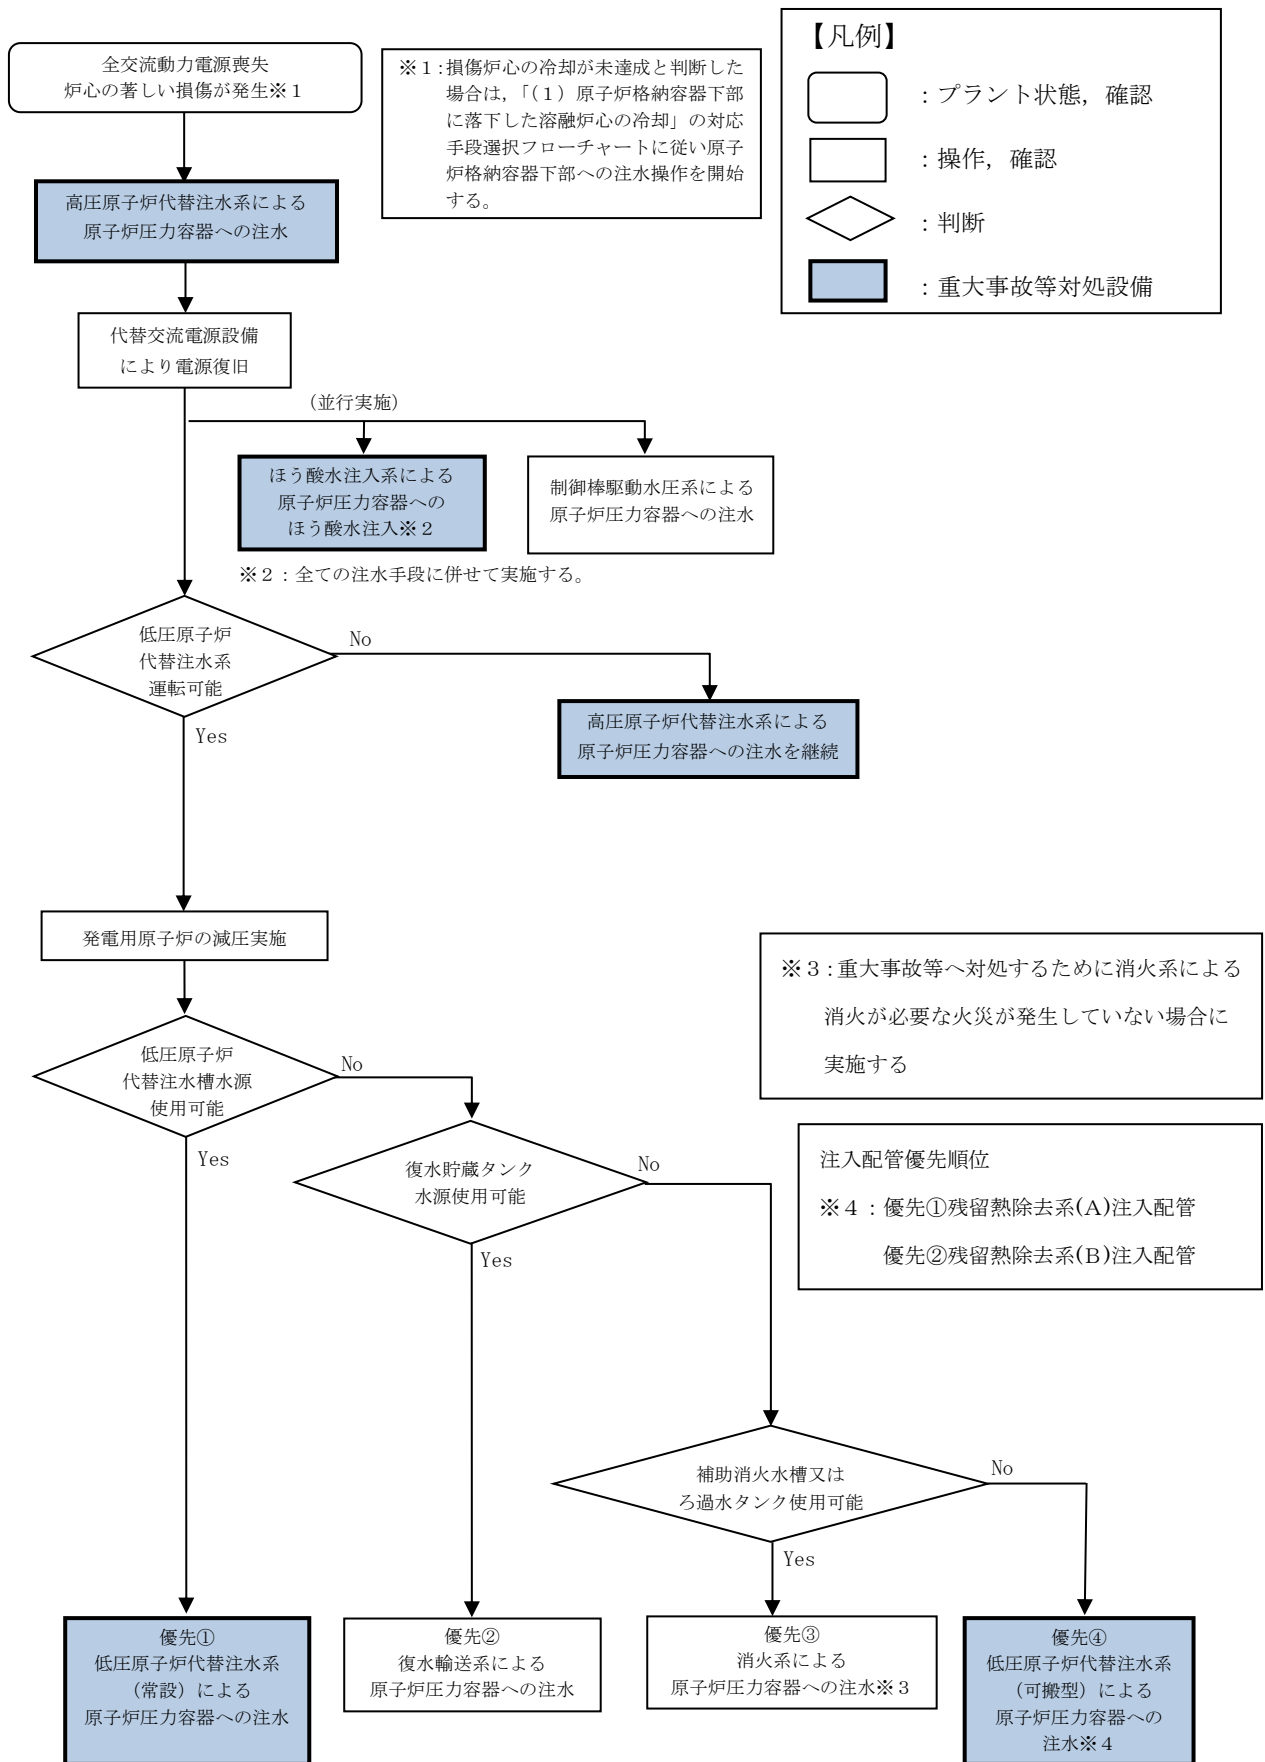 全交流動力電源喪失
炉心の著しい損傷が発生※１
※１:損傷炉心の冷却が未達成と判断した
場合は，「(１) 原子炉格納容器下部
に落下した溶融炉心の冷却」の対応
手段選択フローチャートに従い原子
炉格納容器下部への注水操作を開始
する。
【凡例】
：プラント状態，確認
：操作，確認
：判断
：重大事故等対処設備
高圧原子炉代替注水系による
原子炉圧力容器への注水
代替交流電源設備
により電源復旧
(並行実施)
ほう酸水注入系による
原子炉圧力容器への
ほう酸水注入※２
制御棒駆動水圧系による
原子炉圧力容器への注水
※２：全ての注水手段に併せて実施する。
低圧原子炉
代替注水系
運転可能
No
Yes
高圧原子炉代替注水系による
原子炉圧力容器への注水を継続
発電用原子炉の減圧実施
※３:重大事故等へ対処するために消火系による
消火が必要な火災が発生していない場合に
実施する
低圧原子炉
代替注水槽水源
使用可能
No
Yes
注入配管優先順位
※４：優先①残留熱除去系(Ａ)注入配管
優先②残留熱除去系(Ｂ)注入配管
復水貯蔵タンク
水源使用可能
No
Yes
補助消火水槽又は
ろ過水タンク使用可能
No
Yes
優先①
低圧原子炉代替注水系
（常設）による
原子炉圧力容器への注水
優先②
復水輸送系による
原子炉圧力容器への注水
優先③
消火系による
原子炉圧力容器への注水※３
優先④
低圧原子炉代替注水系
（可搬型）による
原子炉圧力容器への
注水※４